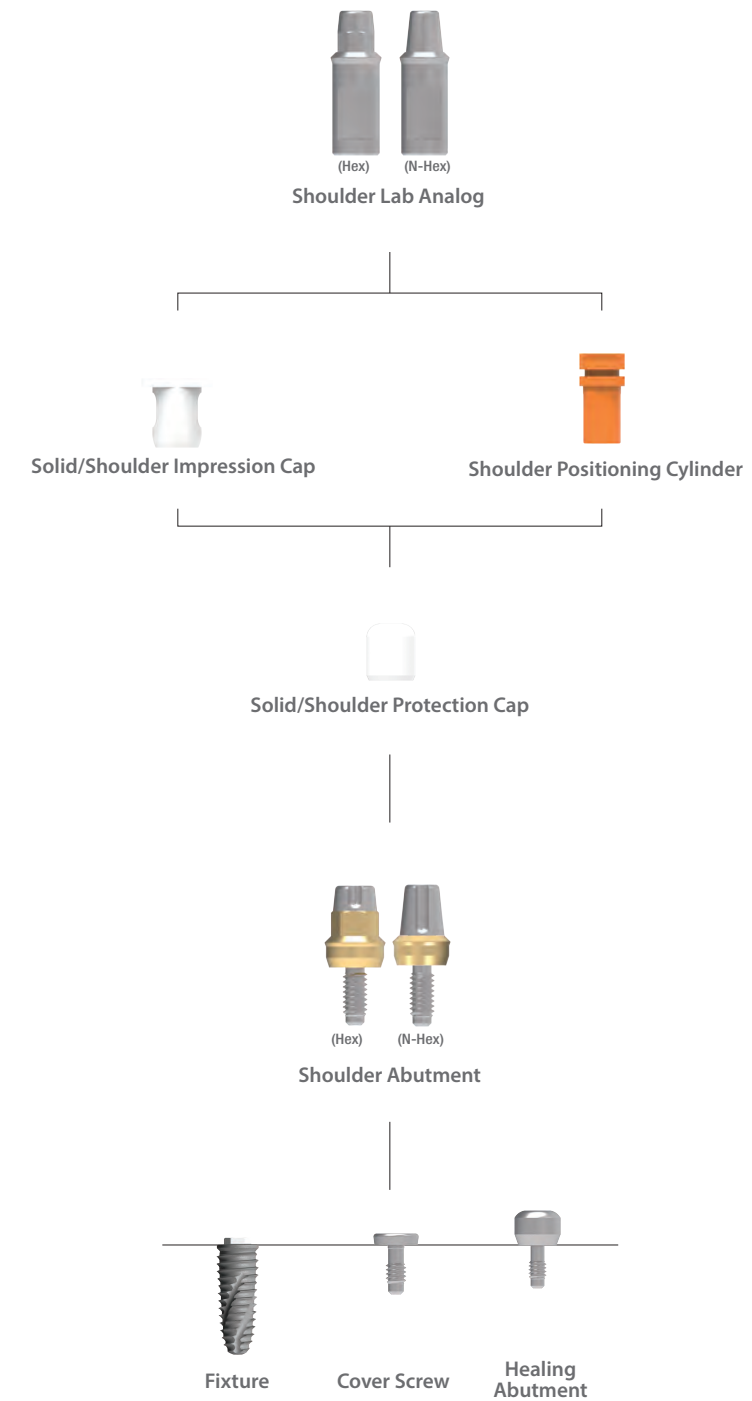 (Hex) (N-Hex)
Shoulder Lab Analog
Solid/Shoulder Impression Cap
Shoulder Positioning Cylinder
Solid/Shoulder Protection Cap
(Hex) (N-Hex)
Shoulder Abutment
Fixture
Cover Screw
Healing
Abutment